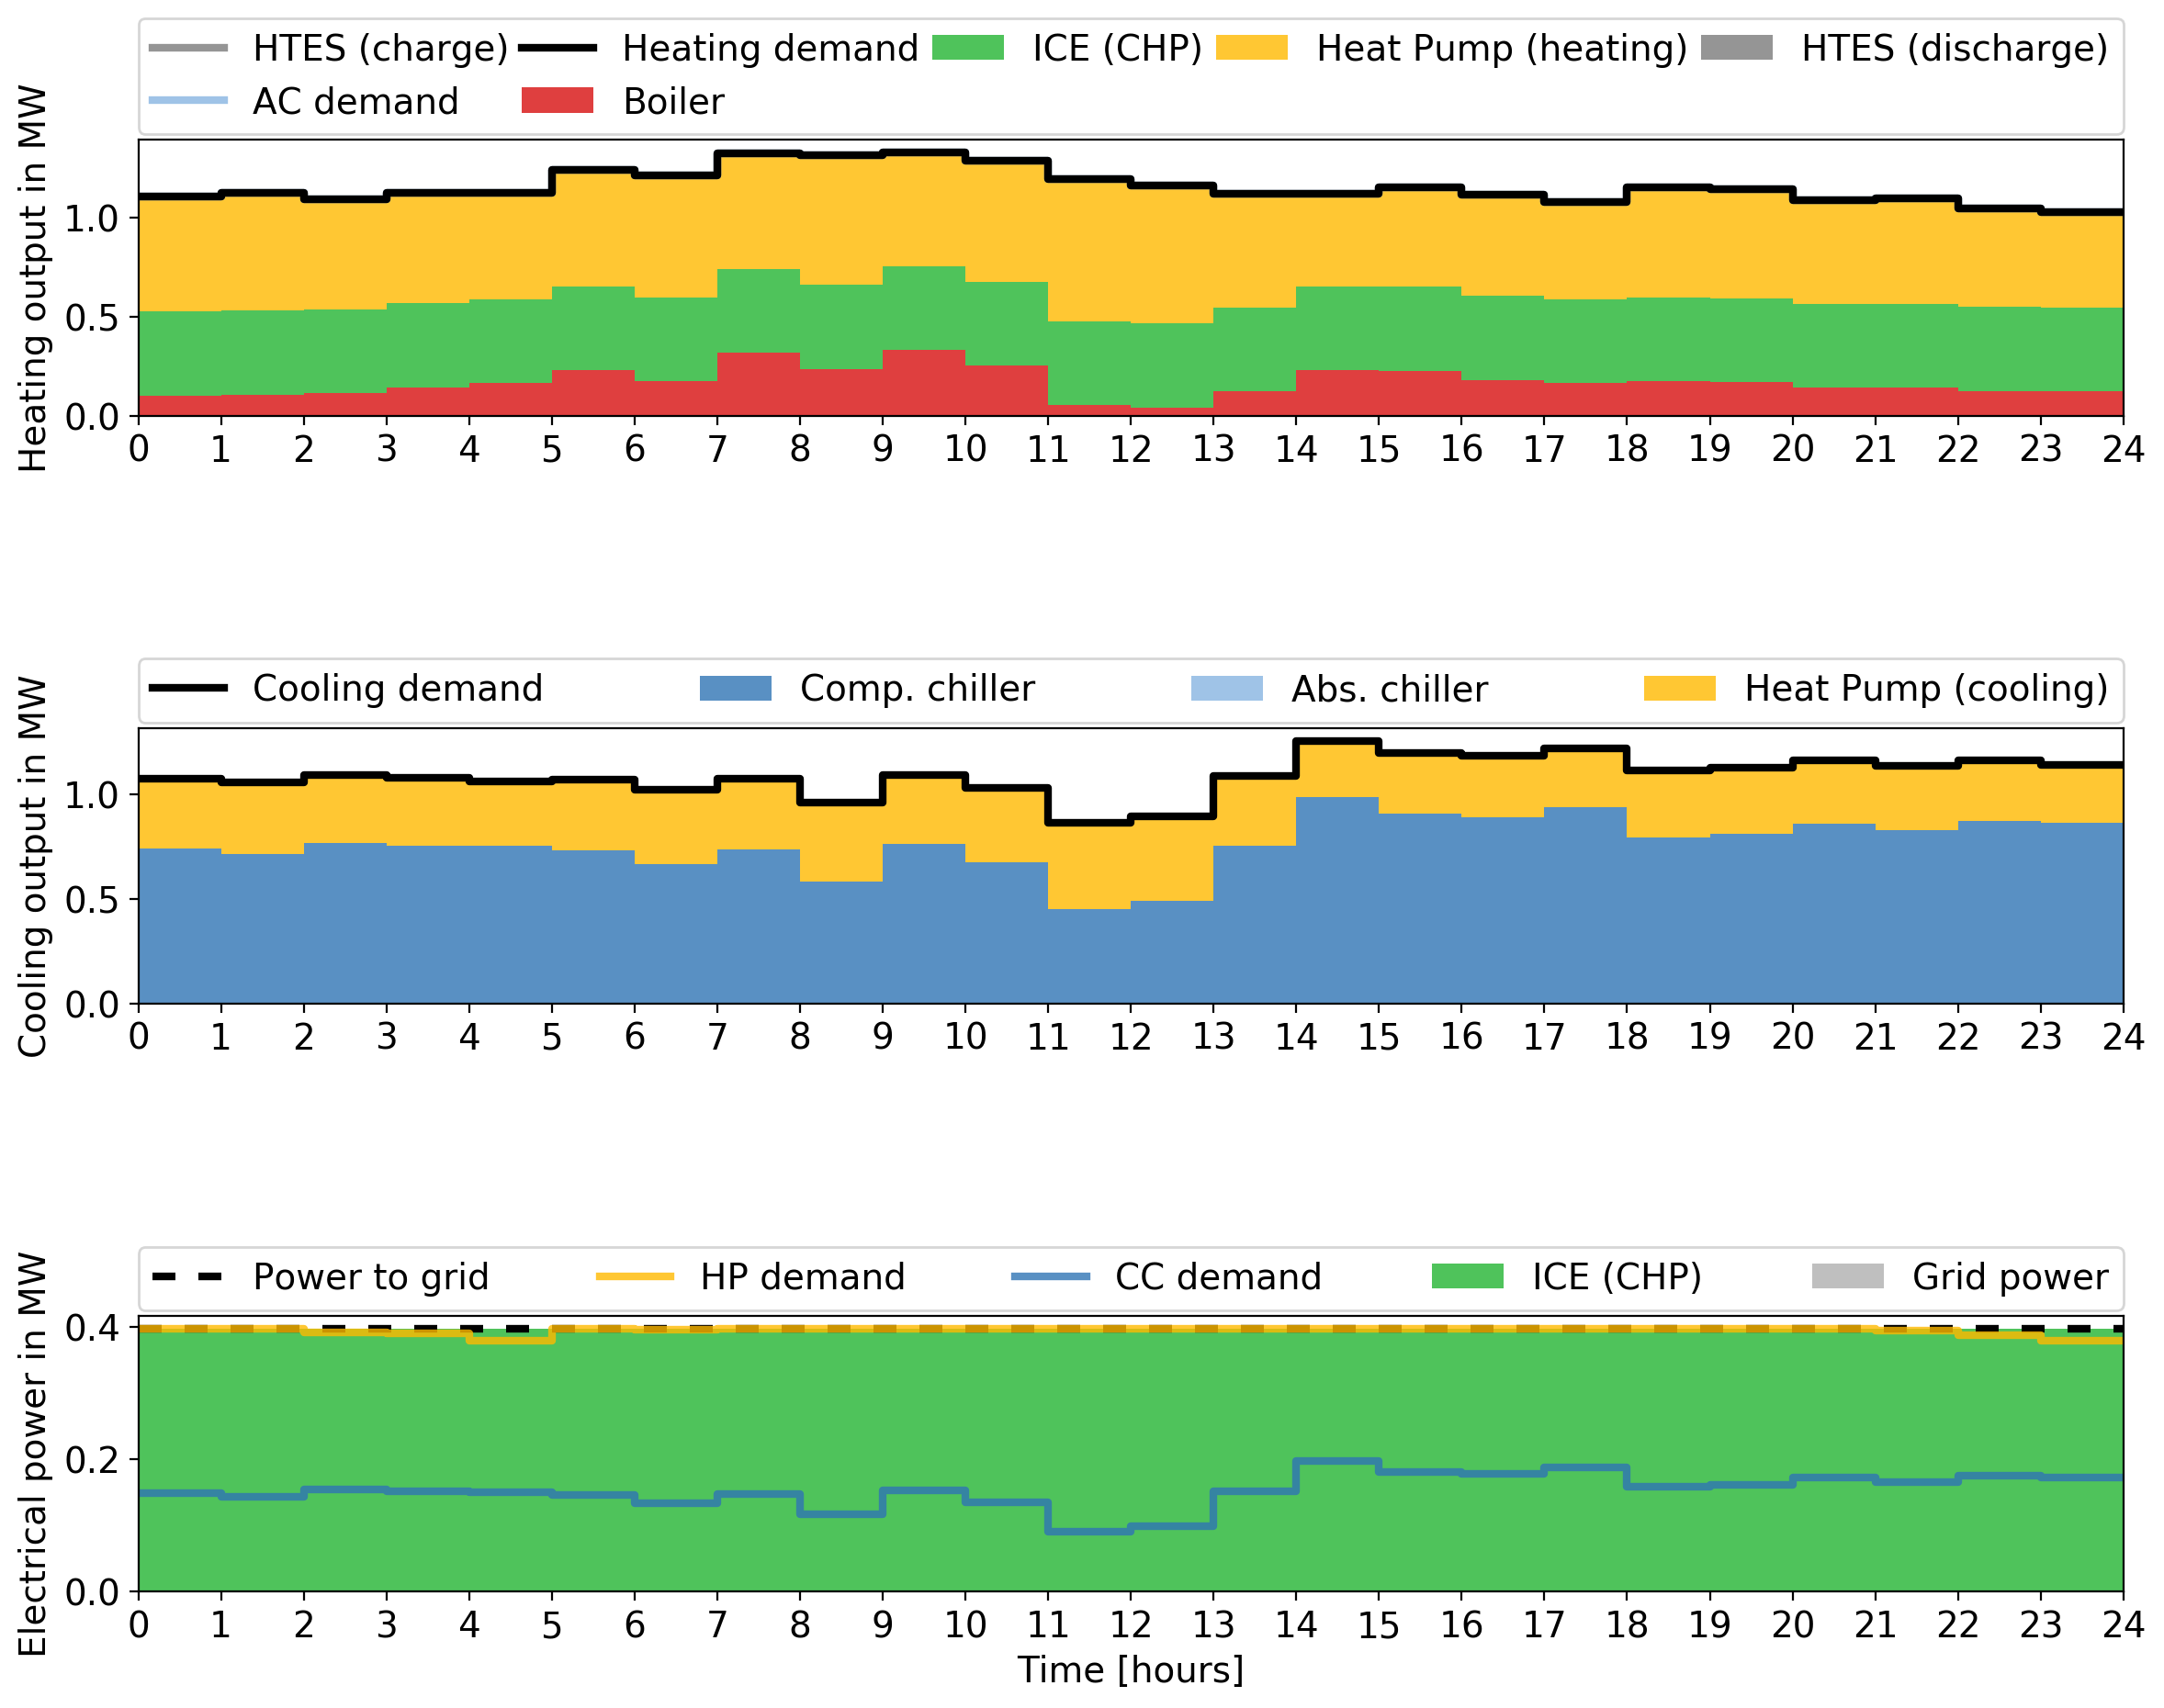 HTES (charge) Heating demand ICE (CHP) Heat Pump (heating) HTES (discharge)
AC demand Boiler
Heating output in MW
1.0
0.5
0.0
0 1 2 3 4 5 6 7 8 9 10 11 12 13 14 15 16 17 18 19 20 21 22 23 24
Cooling demand Comp. chiller Abs. chiller Heat Pump (cooling)
Cooling output in MW
1.0
0.5
0.0
0 1 2 3 4 5 6 7 8 9 10 11 12 13 14 15 16 17 18 19 20 21 22 23 24
Power to grid HP demand CC demand ICE (CHP) Grid power
Electrical power in MW
0.4
0.2
0.0
0 1 2 3 4 5 6 7 8 9 10 11 12 13 14 15 16 17 18 19 20 21 22 23 24
Time [hours]